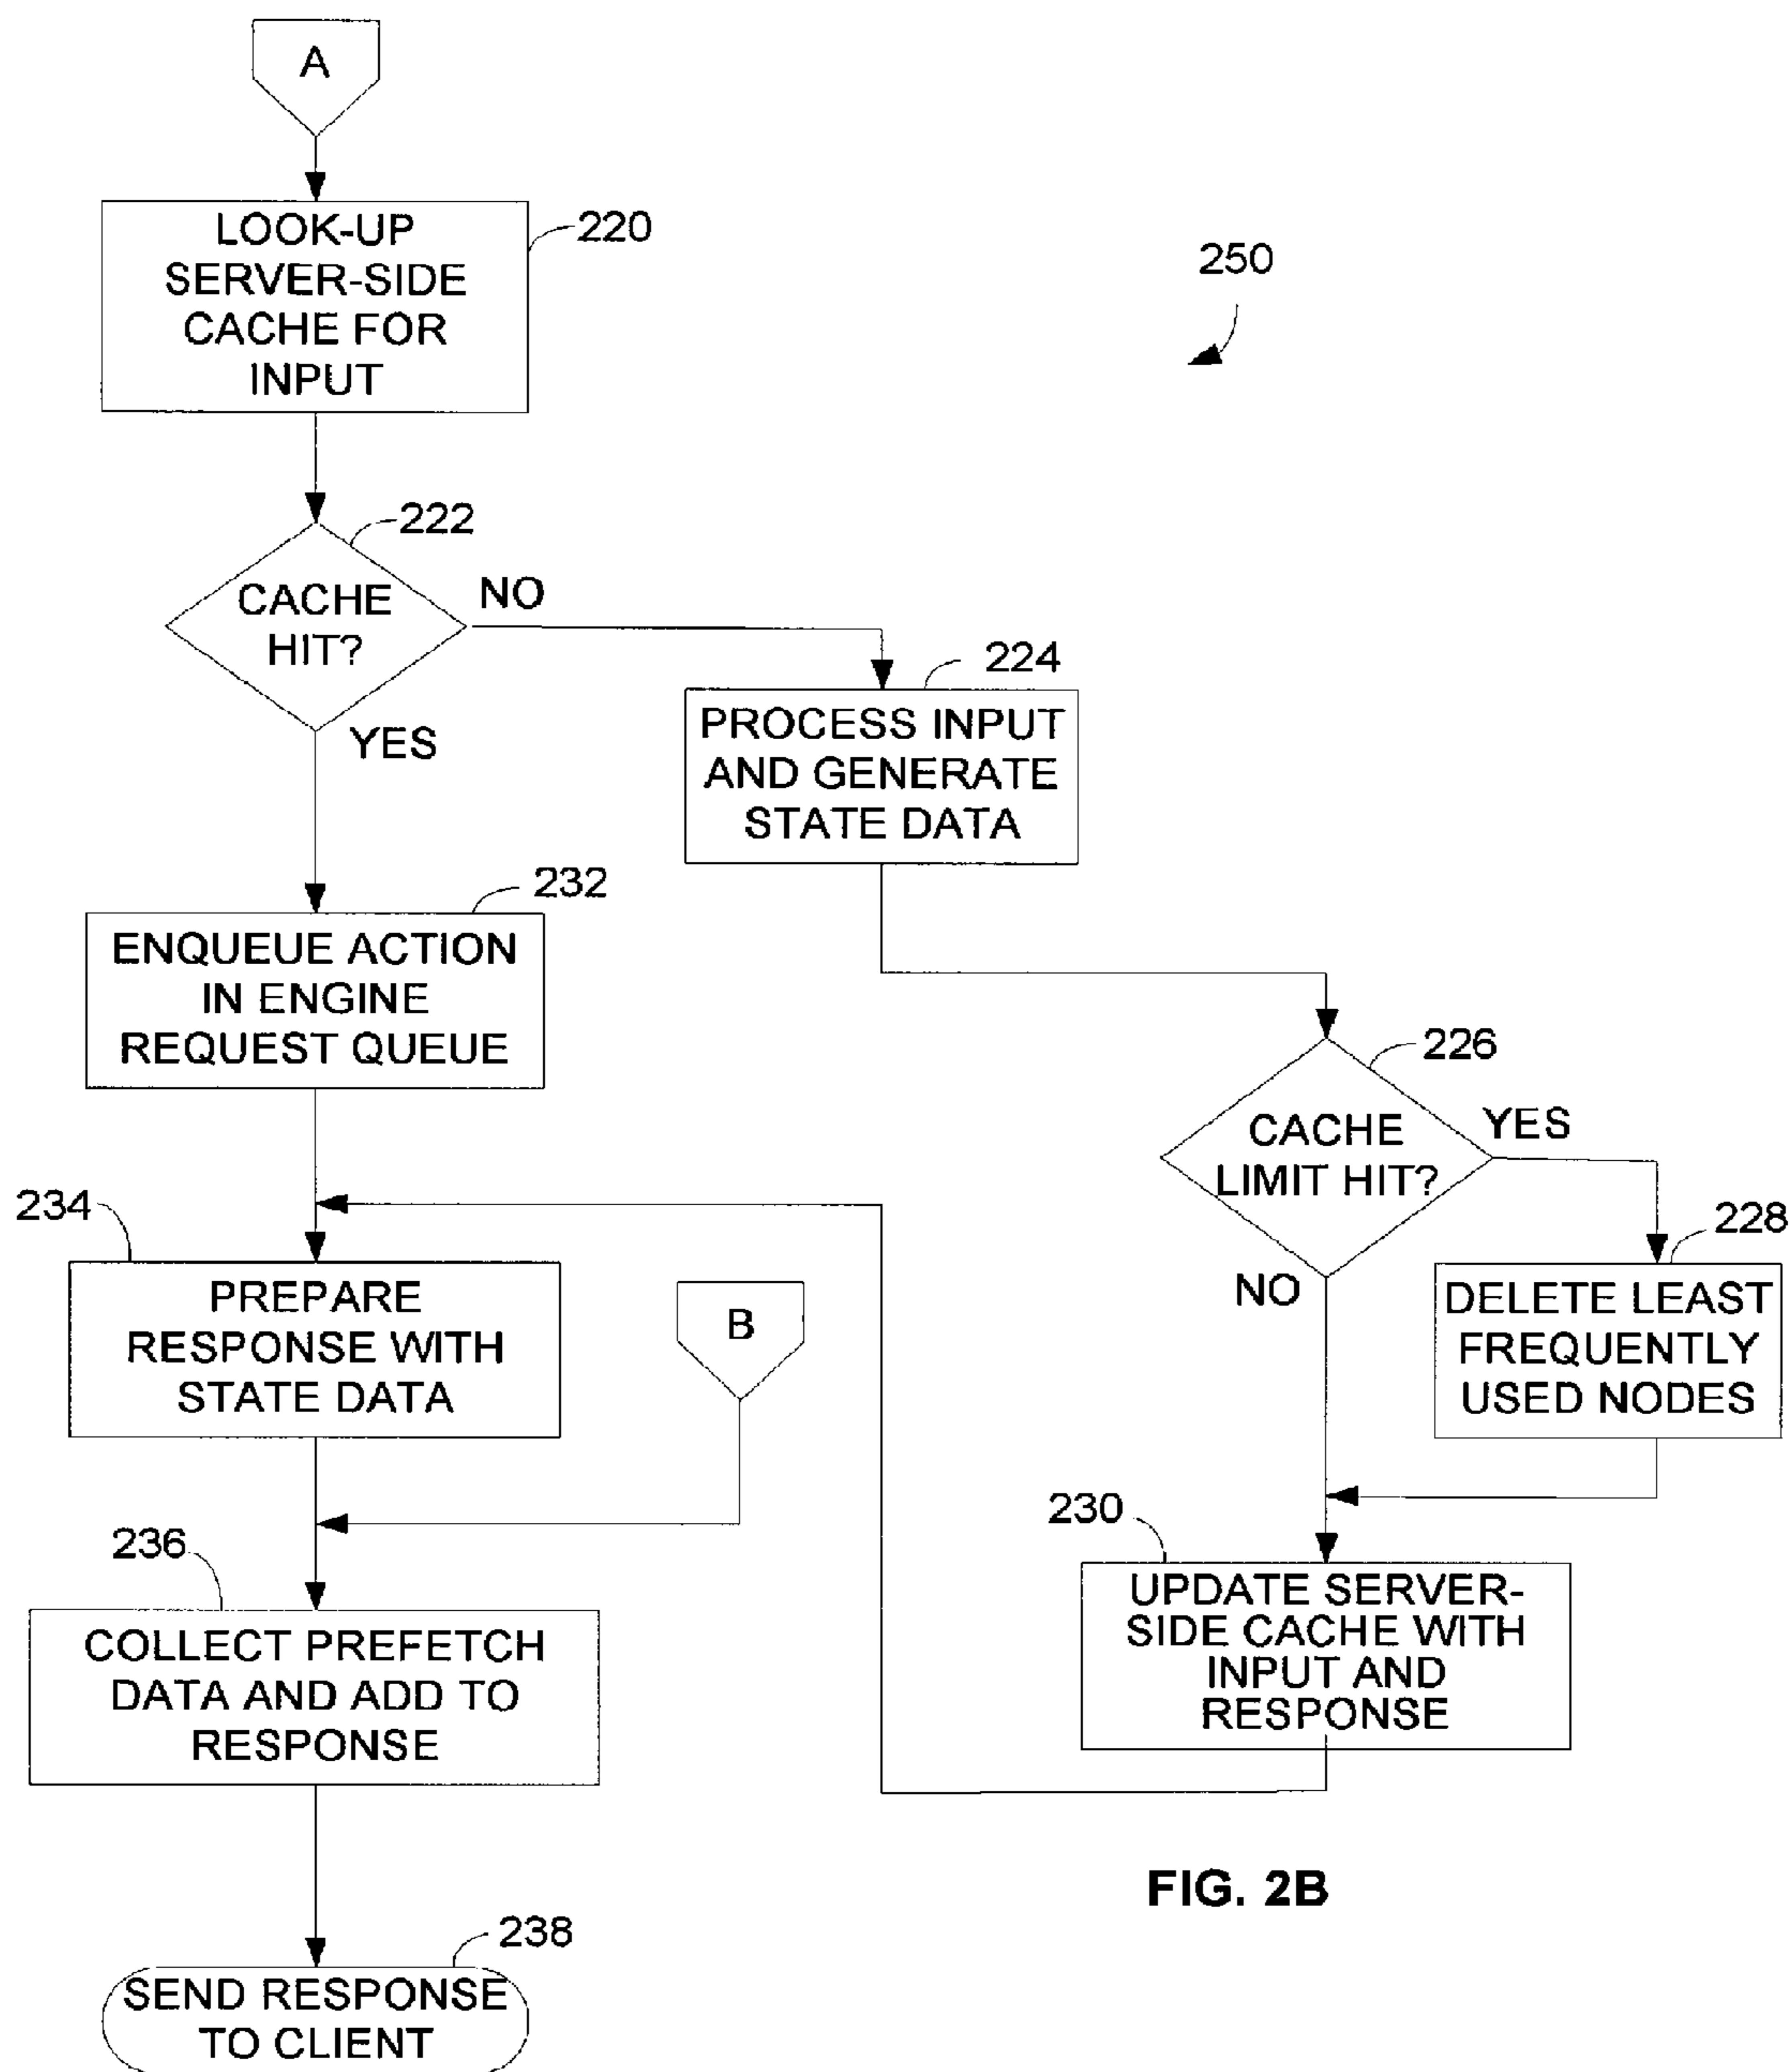 A
LOOK-UP
SERVER-SIDE
CACHE FOR
INPUT
220
250
222
CACHE
HIT?
NO
YES
224
PROCESS INPUT
AND GENERATE
STATE DATA
232
ENQUEUE ACTION
IN ENGINE
REQUEST QUEUE
226
CACHE
LIMIT HIT?
YES
NO
228
DELETE LEAST
FREQUENTLY
USED NODES
234
PREPARE
RESPONSE WITH
STATE DATA
B
230
UPDATE SERVER-
SIDE CACHE WITH
INPUT AND
RESPONSE
236
COLLECT PREFETCH
DATA AND ADD TO
RESPONSE
238
SEND RESPONSE
TO CLIENT
FIG. 2B